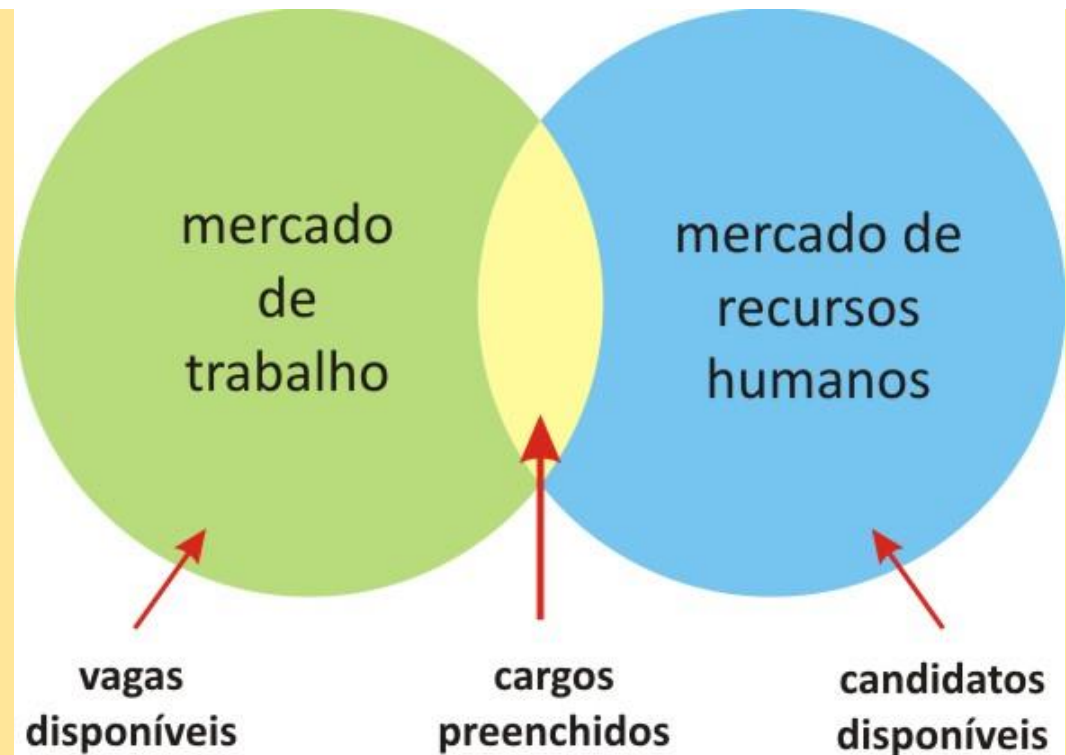 mercado
de
trabalho
mercado de
recursos
humanos
vagas
disponíveis
cargos
preenchidos
candidatos
disponíveis